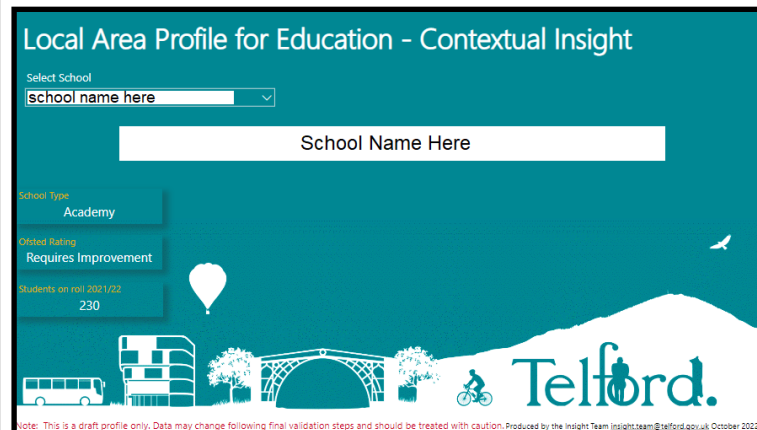 Local Area Profile for Education - Contextual Insight
Select School
school name here
School Name Here
School Type
Academy
Ofsted Rating
Requires Improvement
Students on roll 2021/22
230
Telford.
Note: This is a draft profile only. Data may change following final validation steps and should be treated with caution. Produced by the Insight Team insight.team@telford.gov.uk October 2022